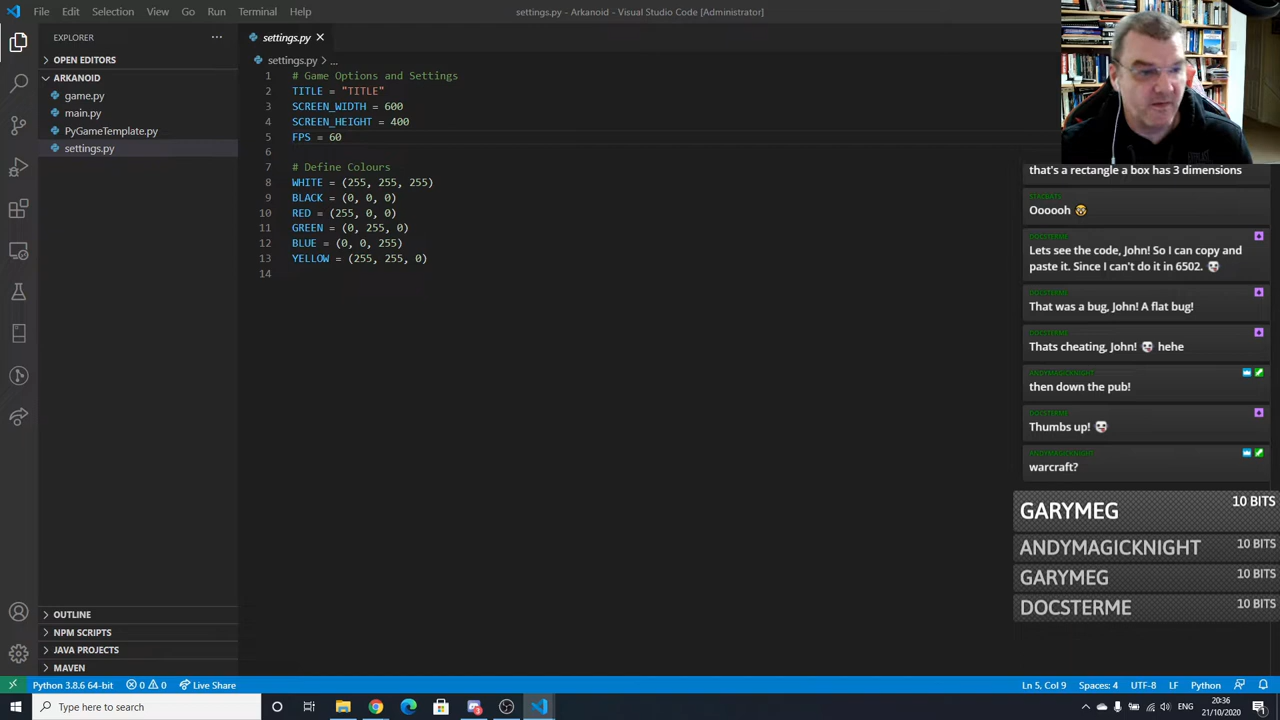 File Edit Selection View Go Run Terminal Help
settings.py - Arkanoid - Visual Studio Code [Administrator]
EXPLORER
OPEN EDITORS
ARKANOID
game.py
main.py
PyGameTemplate.py
settings.py
OUTLINE
NPM SCRIPTS
JAVA PROJECTS
MAVEN
settings.py
settings.py > ...
1 # Game Options and Settings
2 TITLE = "TITLE"
3 SCREEN_WIDTH = 600
4 SCREEN_HEIGHT = 400
5 FPS = 60
6
7 # Define Colours
8 WHITE = (255, 255, 255)
9 BLACK = (0, 0, 0)
10 RED = (255, 0, 0)
11 GREEN = (0, 255, 0)
12 BLUE = (0, 0, 255)
13 YELLOW = (255, 255, 0)
14
that's a rectangle a box has 3 dimensions
Oooooh
DOCSTERME
Lets see the code, John! So I can copy and
paste it. Since I can't do it in 6502.
DOCSTERME
That was a bug, John! A flat bug!
DOCSTERME
Thats cheating, John! hehe
ANDYMAGICKNIGHT
then down the pub!
DOCSTERME
Thumbs up!
ANDYMAGICKNIGHT
warcraft?
GARYMEG 10 BITS
ANDYMAGICKNIGHT 10 BITS
GARYMEG 10 BITS
DOCSTERME 10 BITS
Python 3.8.6 64-bit 0 0 Live Share
Ln 5, Col 9 Spaces: 4 UTF-8 LF Python
Type here to search
ENG
20:36
21/10/2020